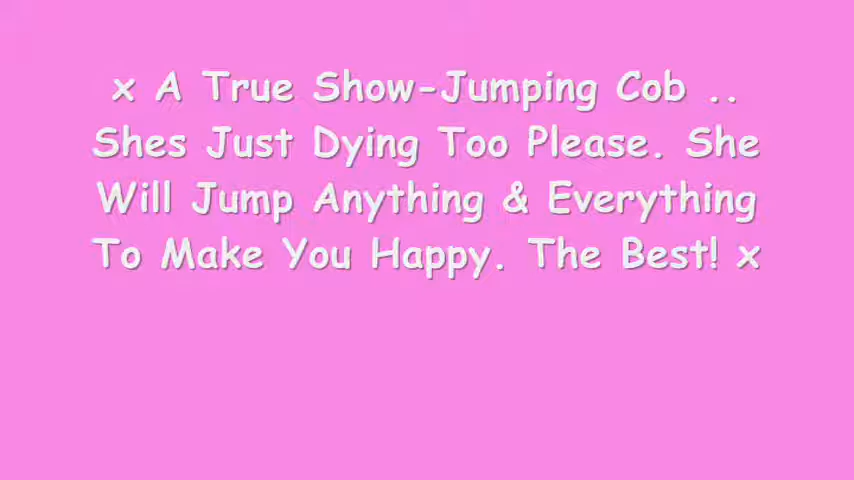 x A True Show-Jumping Cob ..
Shes Just Dying Too Please. She
Will Jump Anything & Everything
To Make You Happy. The Best! x